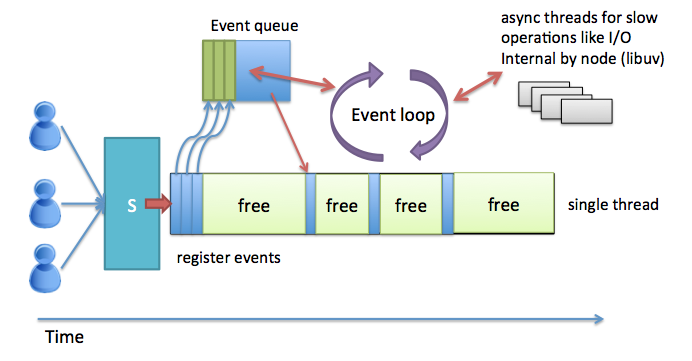 Event queue
async threads for slow
operations like I/O
Internal by node (libuv)
Event loop
S
free
free
free
free
single thread
register events
Time